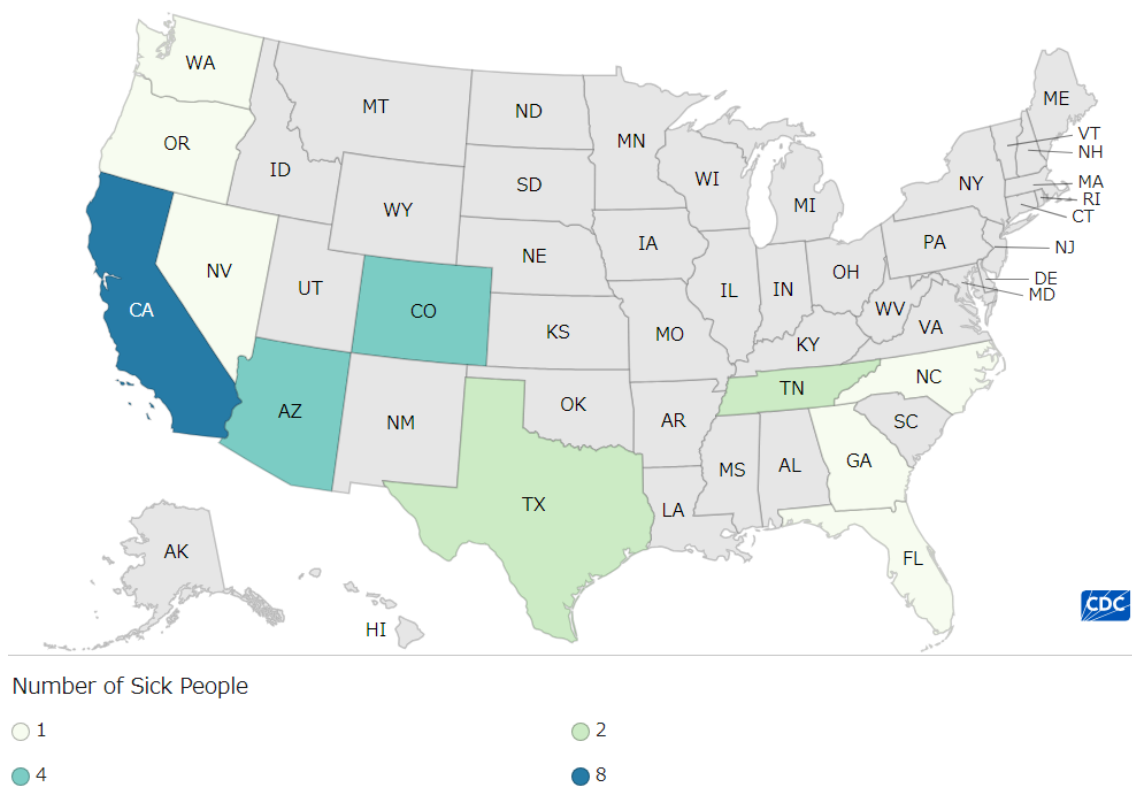 WA
ME
MT
ND
VT
OR
MN
NH
ID
WI
SD
NY
MA
RI
WY
MI
CT
IA
PA
NJ
NE
NV
OH
DE
UT
IL
IN
MD
CA
CO
WV
KS
MO
VA
KY
TN
NC
AZ
OK
NM
AR
SC
MS
AL
GA
TX
LA
AK
FL
CDC
HI
Number of Sick People
1
2
4
8